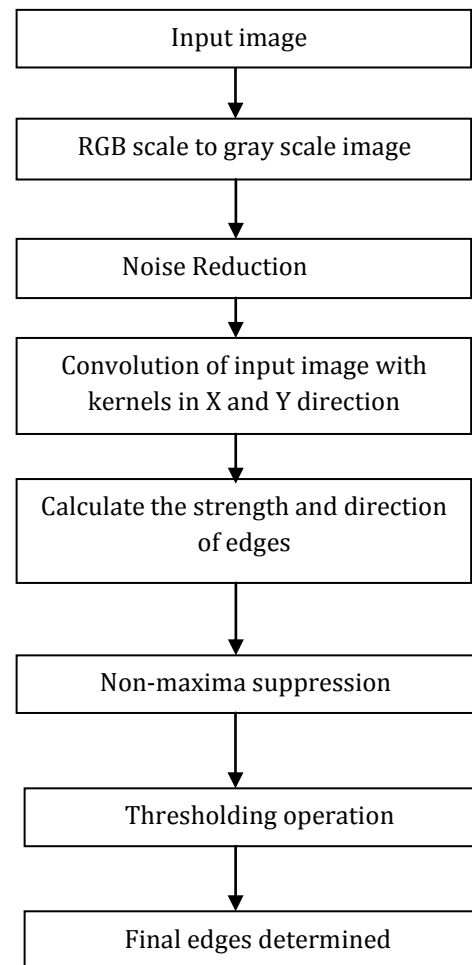 Input image
RGB scale to gray scale image
Noise Reduction
Convolution of input image with
kernels in X and Y direction
Calculate the strength and direction
of edges
Non-maxima suppression
Thresholding operation
Final edges determined